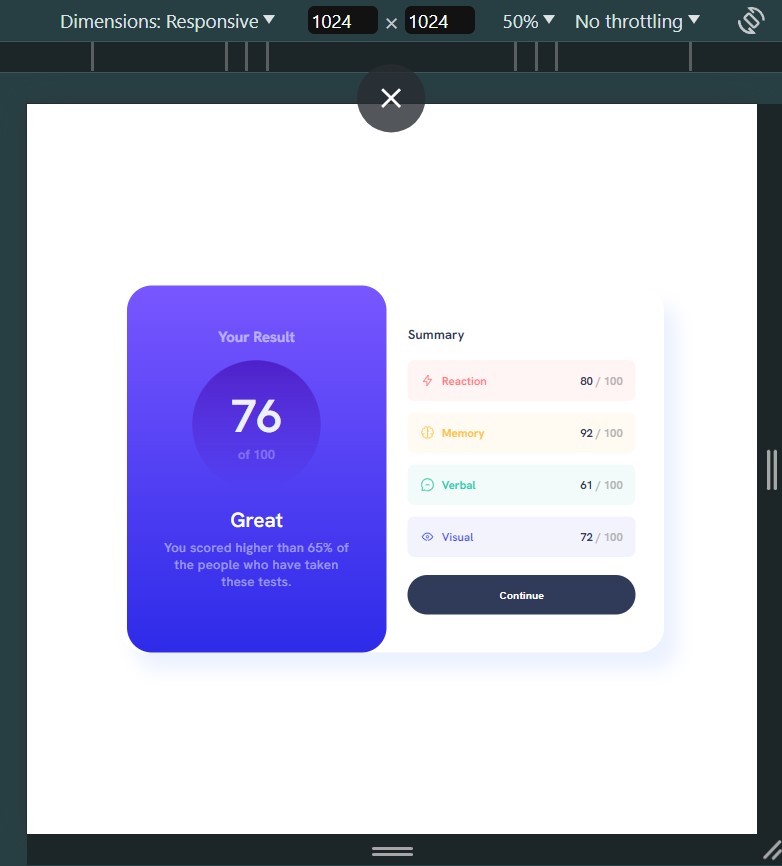 Dimensions: Responsive 1024 × 1024 50% No throttling
Your Result
76
of 100
Great
You scored higher than 65% of
the people who have taken
these tests.
Summary
Reaction 80 / 100
Memory 92 / 100
Verbal 61 / 100
Visual 72 / 100
Continue